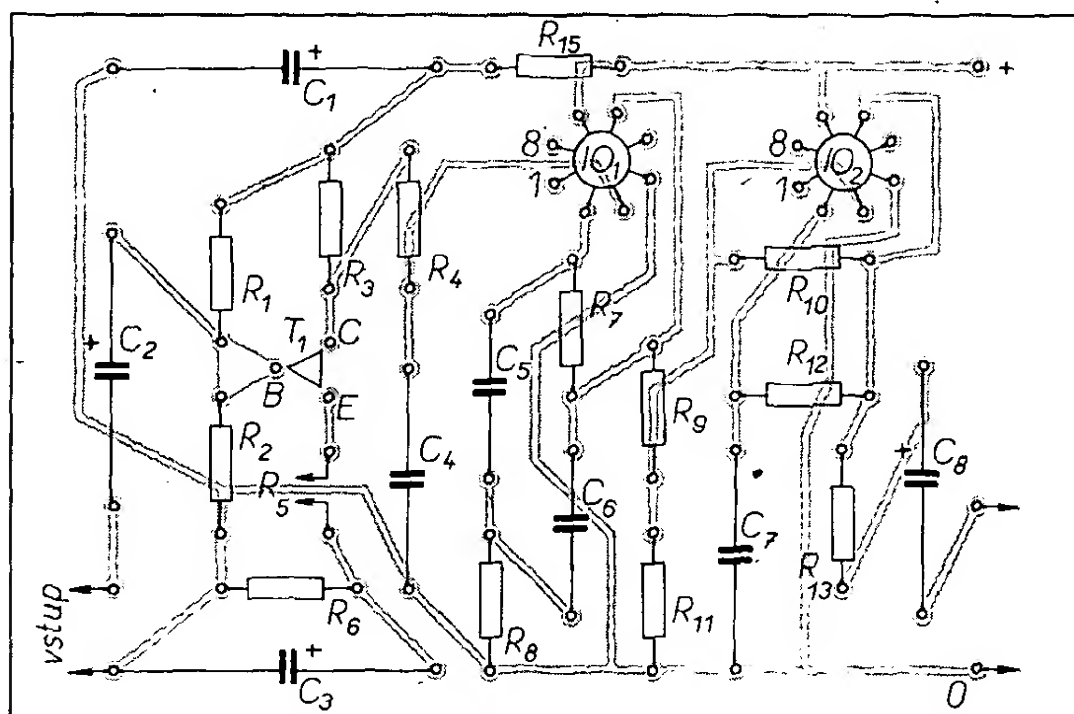 R15
+
C1
+
8
1
IO1
8
1
IO2
R1
R3
R4
R7
R10
C2
+
T1
C
B
E
C5
R9
R12
R2
R5
C4
C6
C7
+
C8
R13
vstup
R6
R8
R11
C3
+
0